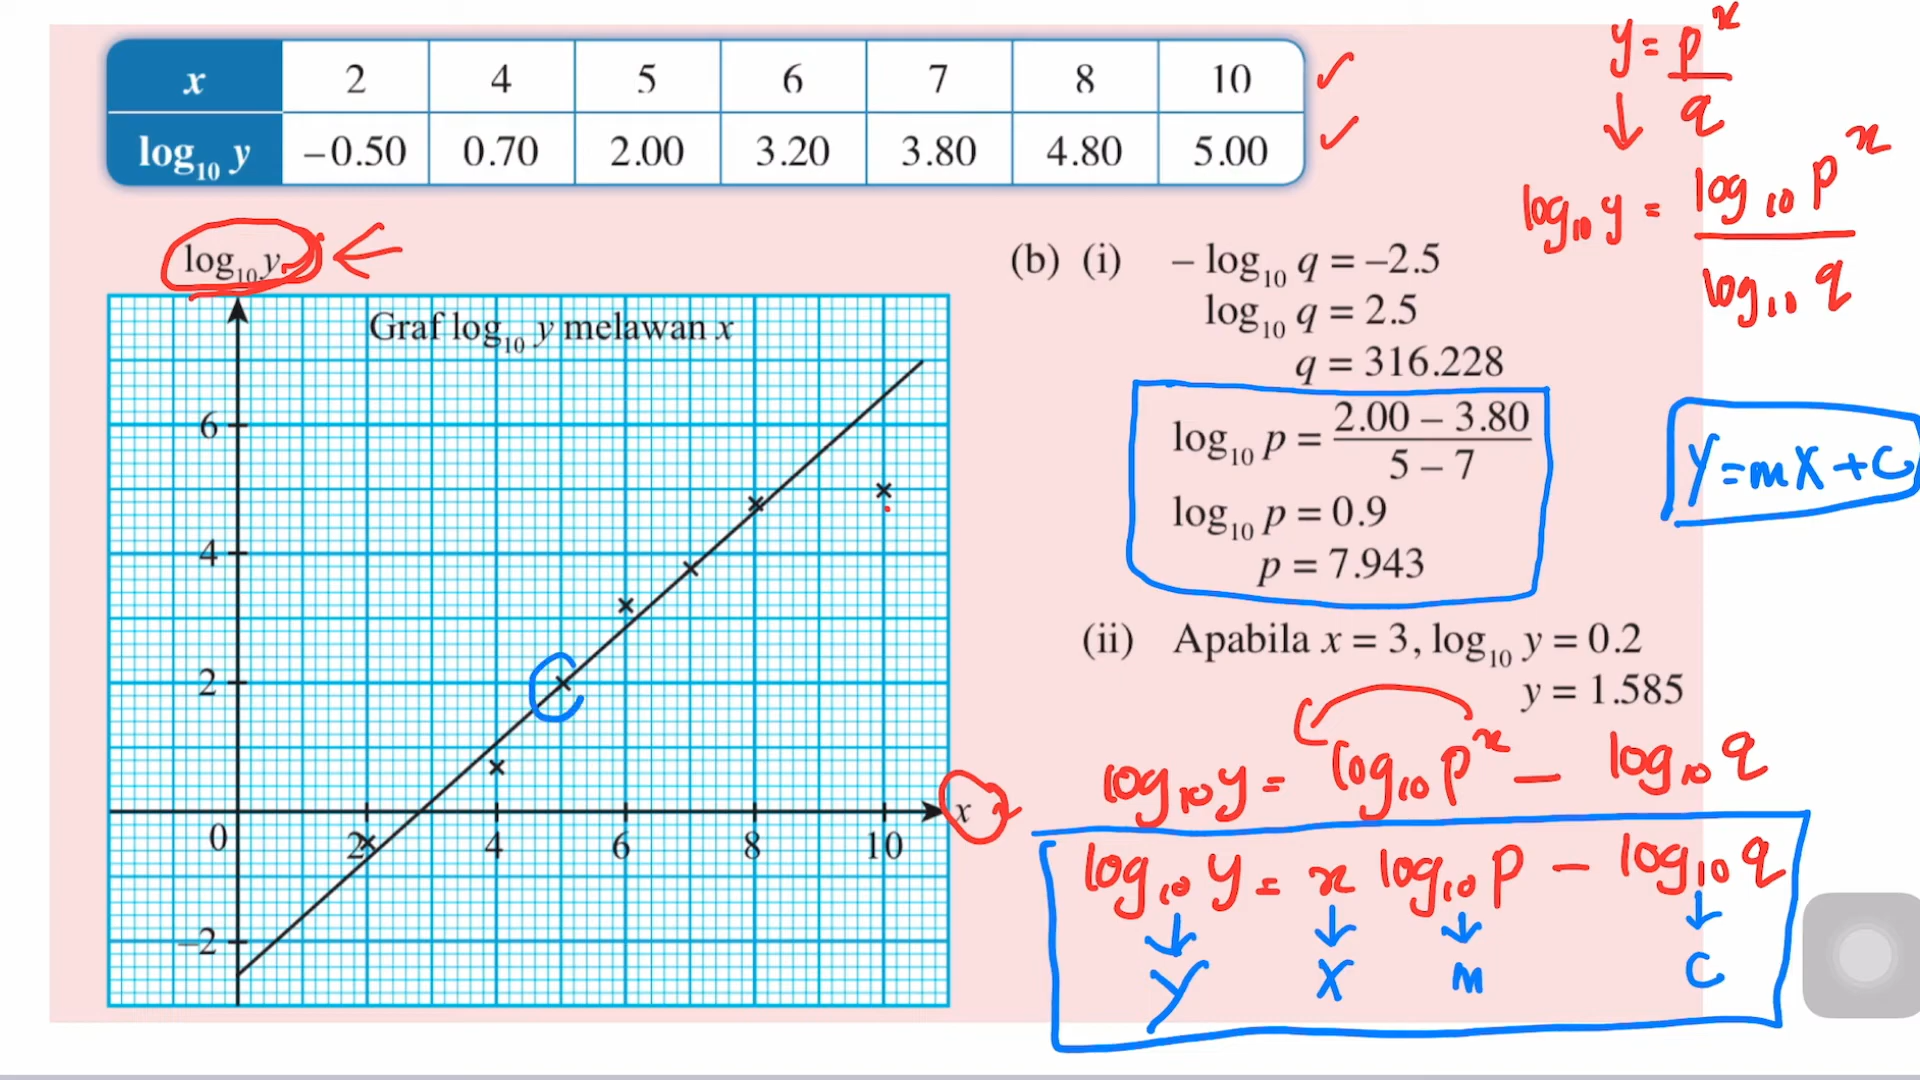 x 2 4 5 6 7 8 10
log₁₀ y –0.50 0.70 2.00 3.20 3.80 4.80 5.00
y = p^x / q
log₁₀ y = log₁₀ p^x / log₁₀ q
log₁₀ y
Graf log₁₀ y melawan x
6
4
2
0 2 4 6 8 10 x
–2
(b) (i) – log₁₀ q = –2.5
log₁₀ q = 2.5
q = 316.228
log₁₀ p = 2.00 – 3.80 / 5 – 7
log₁₀ p = 0.9
p = 7.943
Y = mX + C
(ii) Apabila x = 3, log₁₀ y = 0.2
y = 1.585
log₁₀ y = log₁₀ p^x – log₁₀ q
log₁₀ y = x log₁₀ p – log₁₀ q
Y X m C